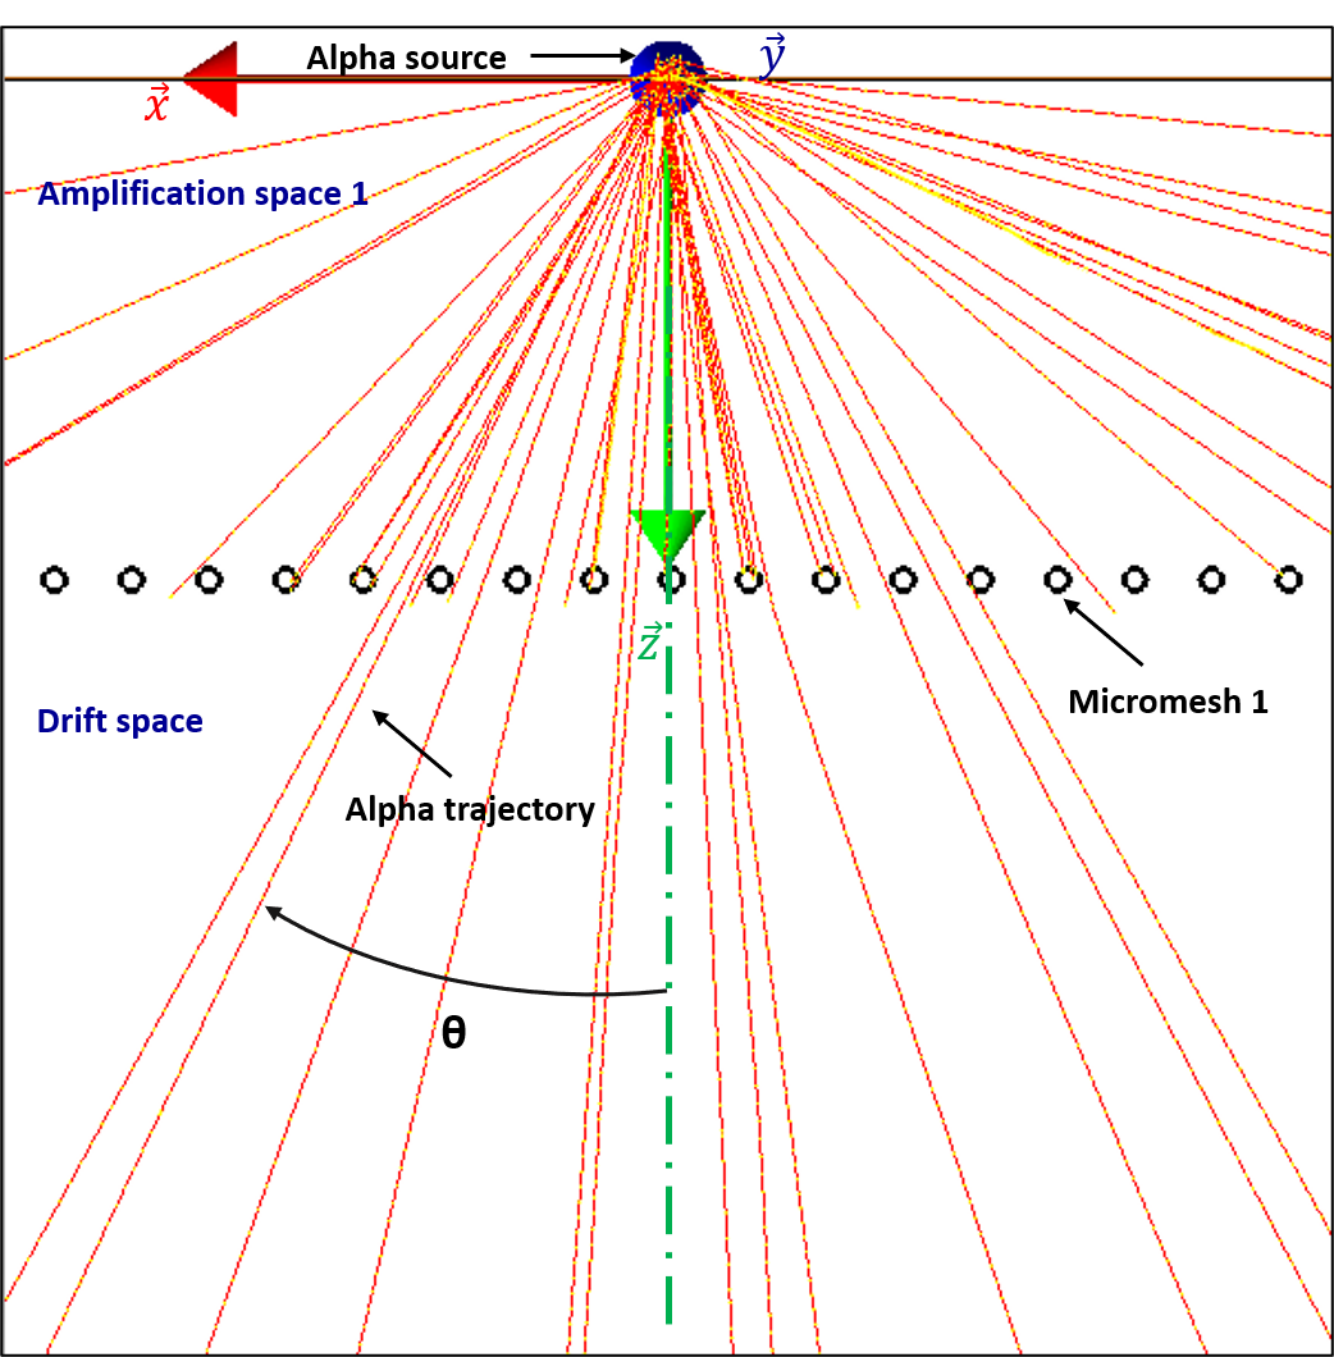 Alpha source
y⃗
x⃗
Amplification space 1
z⃗
Micromesh 1
Drift space
Alpha trajectory
θ